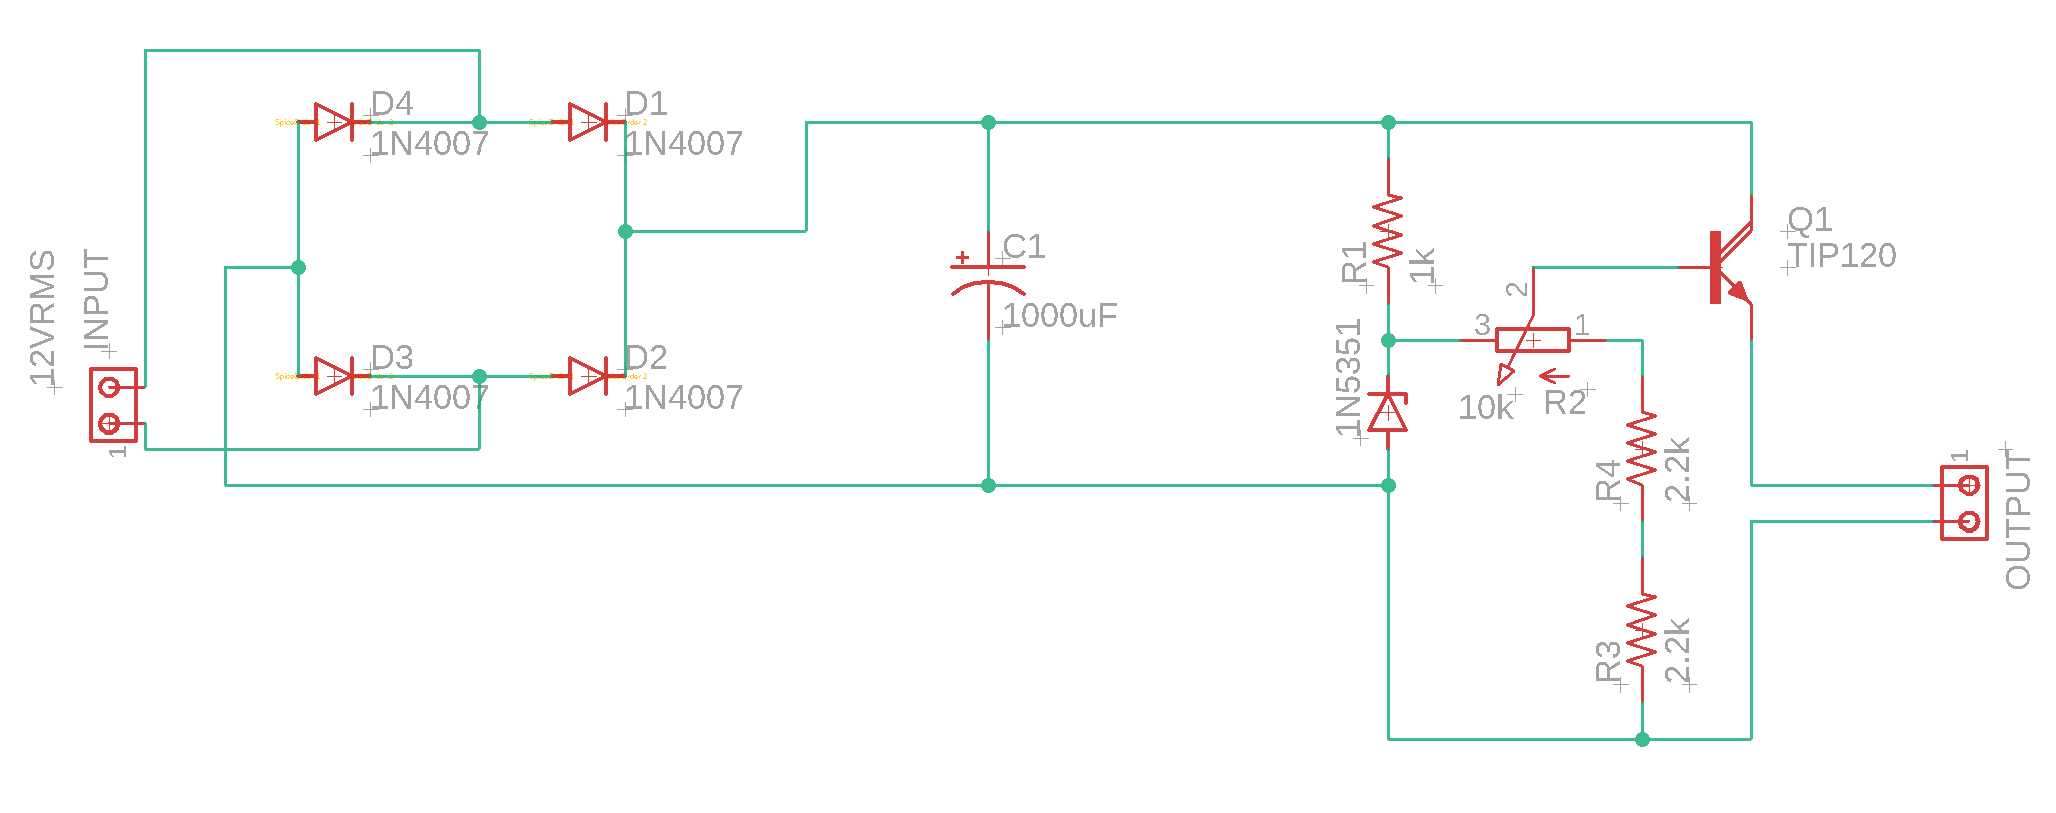 12VRMS
INPUT
1
D4
1N4007
D1
1N4007
D3
1N4007
D2
1N4007
+
C1
1000uF
R1
1k
1N5351
3
2
1
10k
R2
Q1
TIP120
R4
2.2k
R3
2.2k
1
OUTPUT